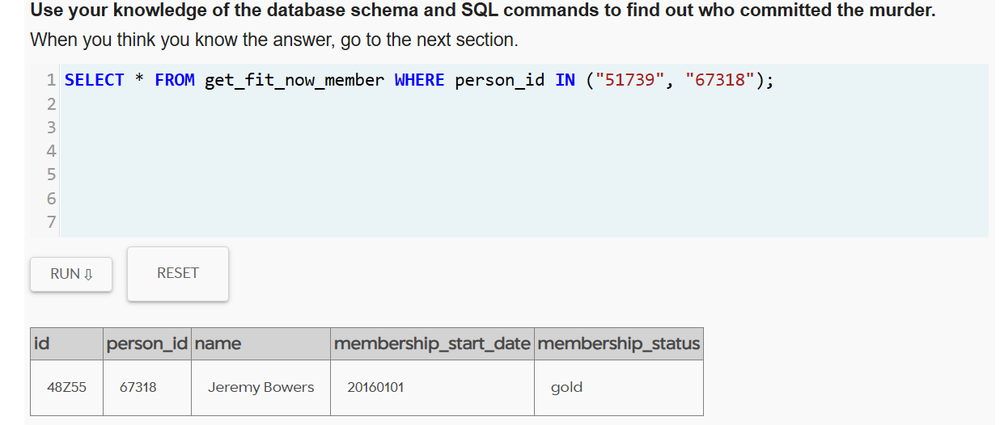 Use your knowledge of the database schema and SQL commands to find out who committed the murder.
When you think you know the answer, go to the next section.
1 SELECT * FROM get_fit_now_member WHERE person_id IN ("51739", "67318");
2
3
4
5
6
7
RUN ⇩ RESET
id person_id name membership_start_date membership_status
48Z55 67318 Jeremy Bowers 20160101 gold